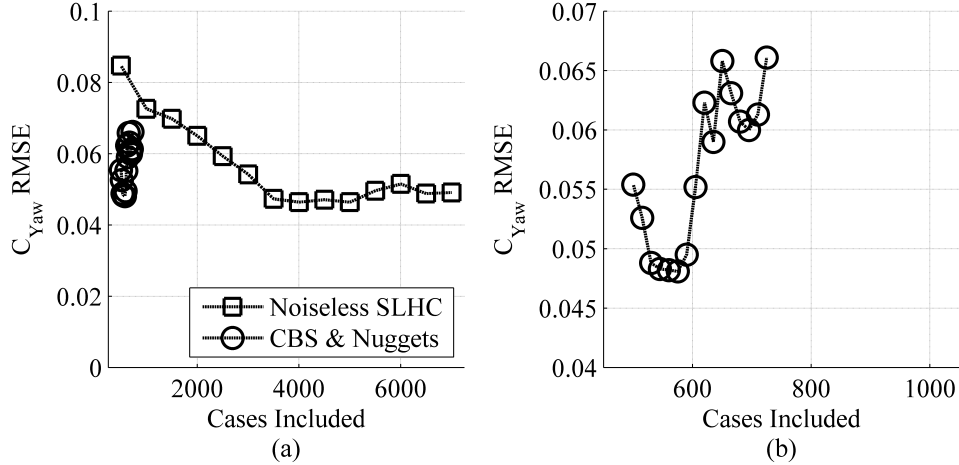 0.1
0.08
0.06
0.04
0.02
0
C_Yaw RMSE
2000 4000 6000
Cases Included
(a)
Noiseless SLHC
CBS & Nuggets
0.07
0.065
0.06
0.055
0.05
0.045
0.04
C_Yaw RMSE
600 800 1000
Cases Included
(b)